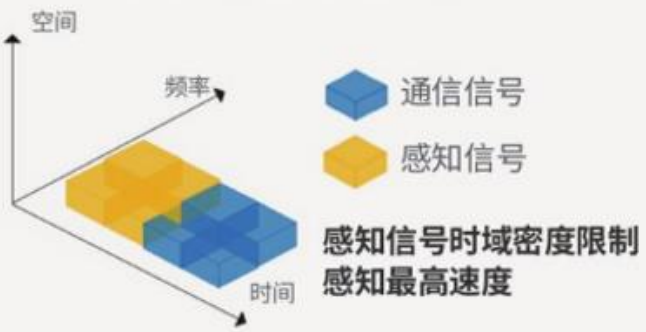 空间
频率
通信信号
感知信号
感知信号时域密度限制
感知最高速度
时间